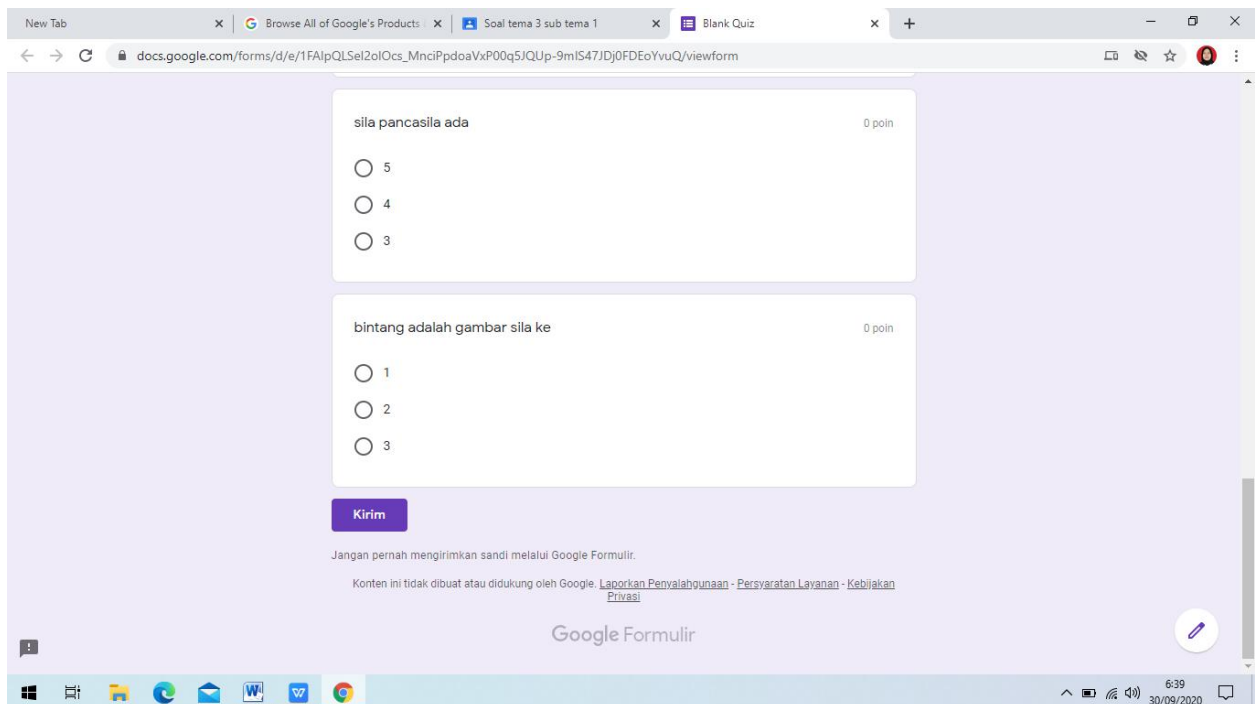 New Tab
Browse All of Google's Products
Soal tema 3 sub tema 1
Blank Quiz
docs.google.com/forms/d/e/1FAIpQLSeI2oIOcs_MnciPpdoaVxP00q5JQUp-9mIS47JDj0FDEoYvuQ/viewform
sila pancasila ada
0 poin
5
4
3
bintang adalah gambar sila ke
0 poin
1
2
3
Kirim
Jangan pernah mengirimkan sandi melalui Google Formulir.
Konten ini tidak dibuat atau didukung oleh Google. Laporkan Penyalahgunaan - Persyaratan Layanan - Kebijakan
Privasi
Google Formulir
6:39
30/09/2020